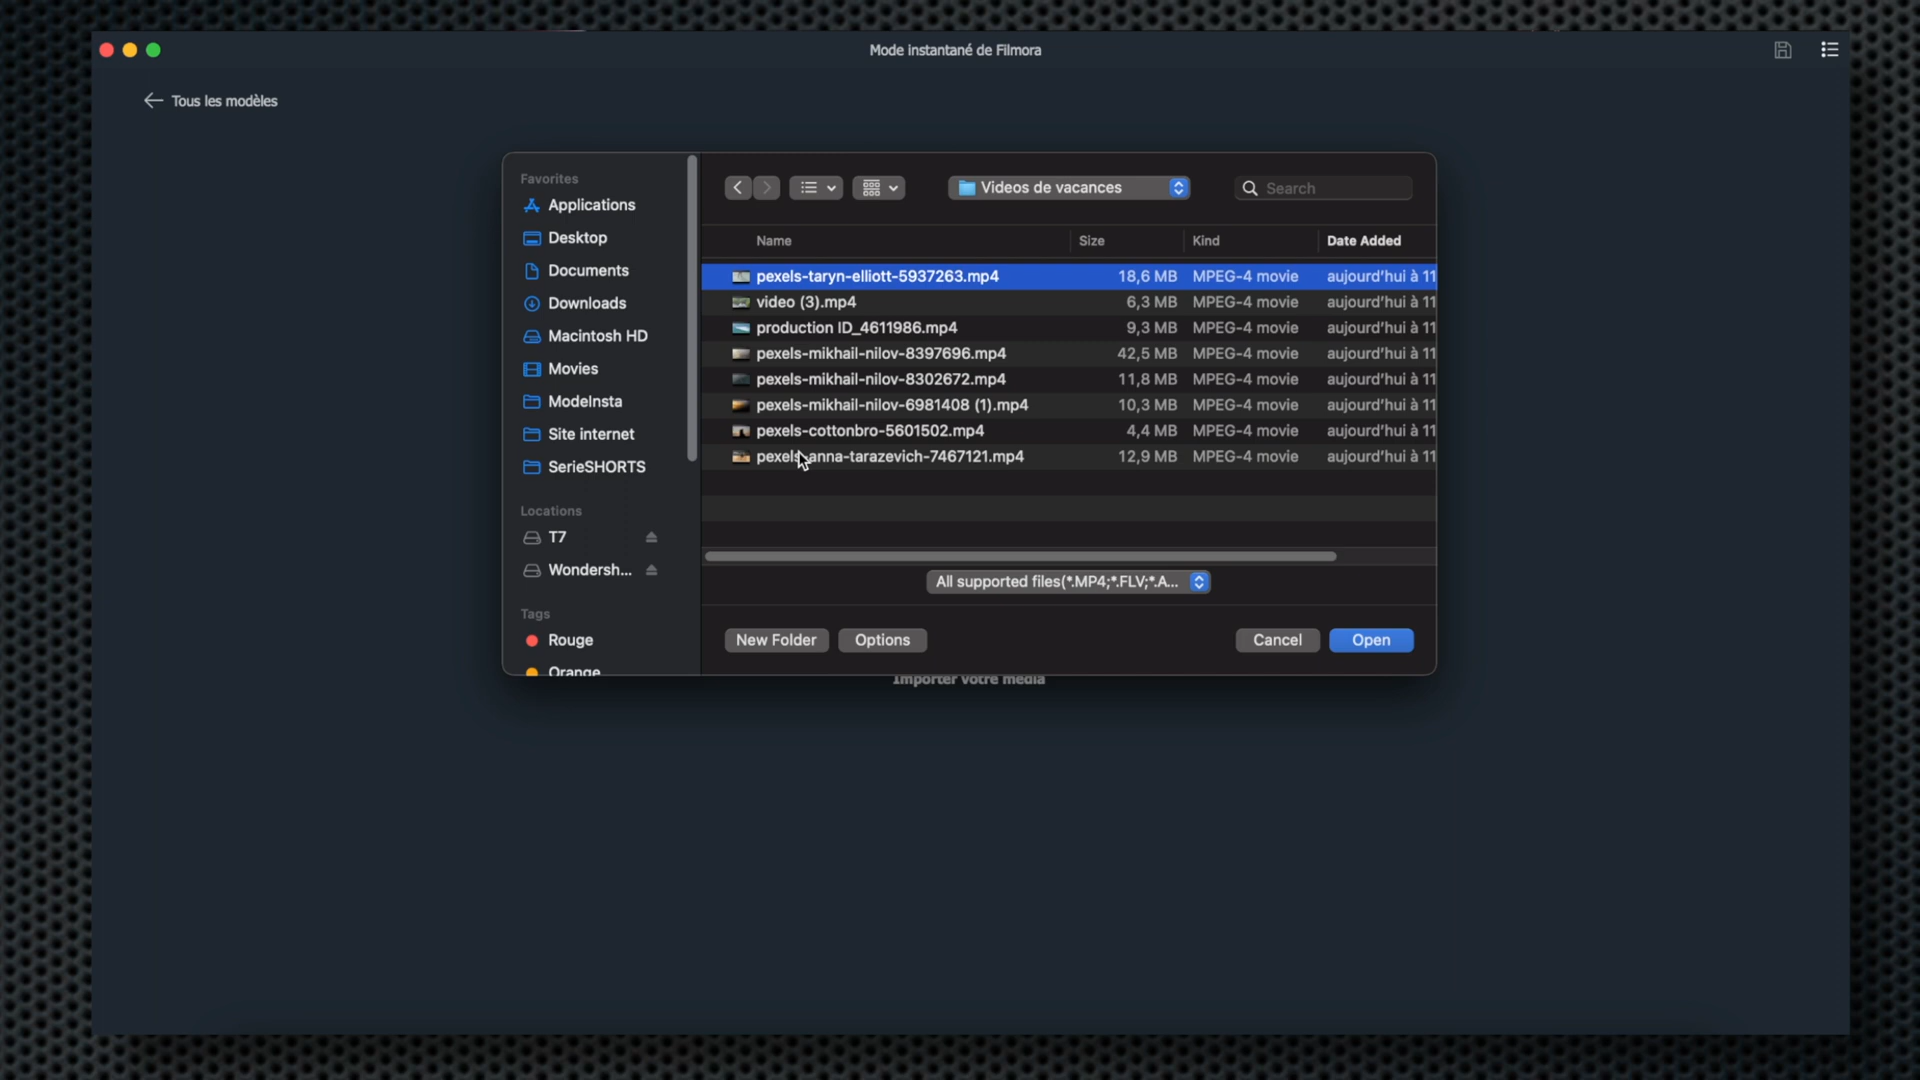 Mode instantané de Filmora
Tous les modèles
Favorites
Applications
Desktop
Documents
Downloads
Macintosh HD
Movies
ModeInsta
Site internet
SerieSHORTS
Locations
T7
Wondersh...
Tags
Rouge
Orange
Videos de vacances
Search
Name Size Kind Date Added
pexels-taryn-elliott-5937263.mp4 18,6 MB MPEG-4 movie aujourd'hui à 11
video (3).mp4 6,3 MB MPEG-4 movie aujourd'hui à 11
production ID_4611986.mp4 9,3 MB MPEG-4 movie aujourd'hui à 11
pexels-mikhail-nilov-8397696.mp4 42,5 MB MPEG-4 movie aujourd'hui à 11
pexels-mikhail-nilov-8302672.mp4 11,8 MB MPEG-4 movie aujourd'hui à 11
pexels-mikhail-nilov-6981408 (1).mp4 10,3 MB MPEG-4 movie aujourd'hui à 11
pexels-cottonbro-5601502.mp4 4,4 MB MPEG-4 movie aujourd'hui à 11
pexels-anna-tarazevich-7467121.mp4 12,9 MB MPEG-4 movie aujourd'hui à 11
All supported files(*.MP4;*.FLV;*.A...
New Folder Options Cancel Open
Importer votre média